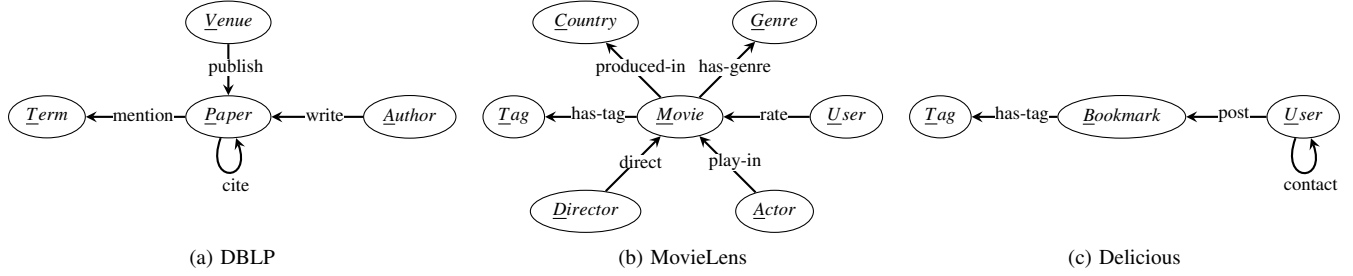 Venue
publish
Term
mention
Paper
write
Author
cite
(a) DBLP
Country
Genre
produced-in
has-genre
Tag
has-tag
Movie
rate
User
direct
play-in
Director
Actor
(b) MovieLens
Tag
has-tag
Bookmark
post
User
contact
(c) Delicious